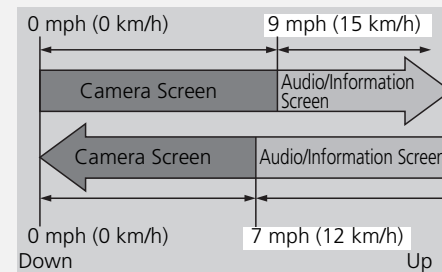 0 mph (0 km/h) 9 mph (15 km/h)
Camera Screen
Audio/Information
Screen
Camera Screen
Audio/Information Screen
0 mph (0 km/h) 7 mph (12 km/h)
Down Up